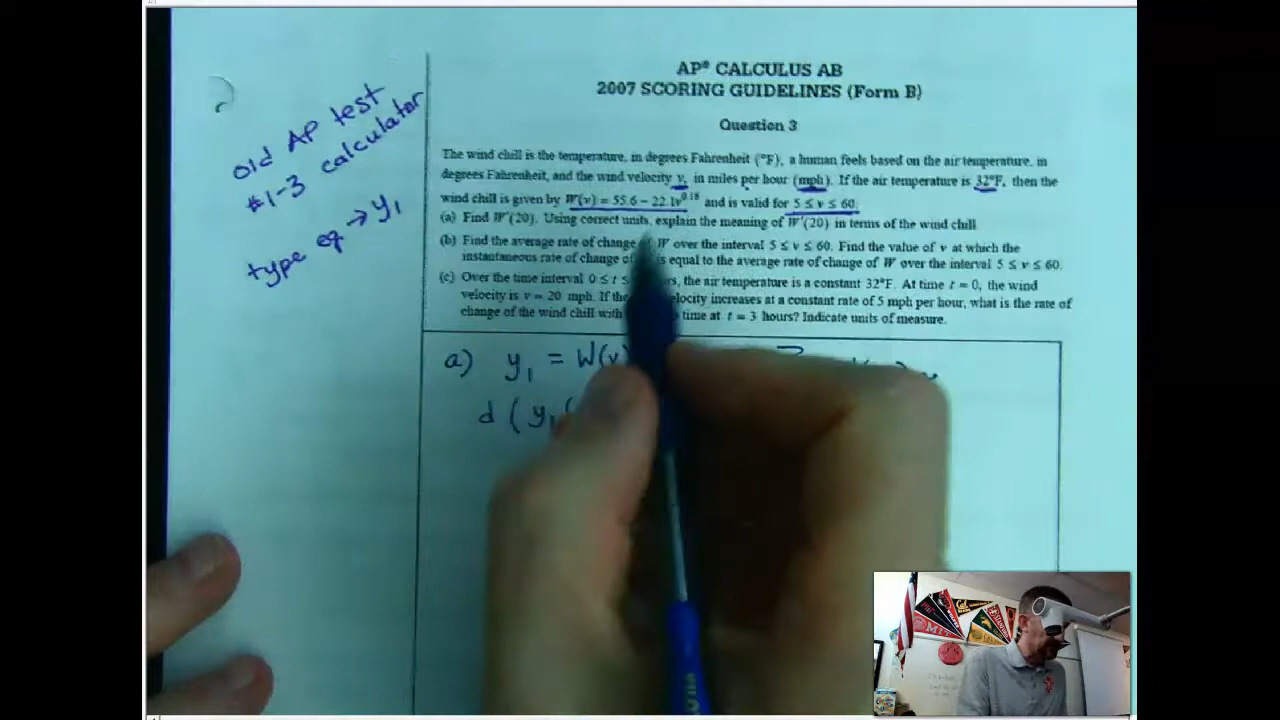 old AP test
#1-3 calculator
type eq → y₁
AP® CALCULUS AB
2007 SCORING GUIDELINES (Form B)
Question 3
The wind chill is the temperature, in degrees Fahrenheit (°F), a human feels based on the air temperature, in
degrees Fahrenheit, and the wind velocity v, in miles per hour (mph). If the air temperature is 32°F, then the
wind chill is given by W(v) = 55.6 − 22.1v^0.16 and is valid for 5 ≤ v ≤ 60.
(a) Find W′(20). Using correct units, explain the meaning of W′(20) in terms of the wind chill
(b) Find the average rate of change of W over the interval 5 ≤ v ≤ 60. Find the value of v at which the
instantaneous rate of change of is equal to the average rate of change of W over the interval 5 ≤ v ≤ 60.
(c) Over the time interval 0 ≤ t ≤ the air temperature is a constant 32°F. At time t = 0, the wind
velocity is v = 20 mph. If the velocity increases at a constant rate of 5 mph per hour, what is the rate of
change of the wind chill with time at t = 3 hours? Indicate units of measure.
a) y₁ = W(v)
d (y₁(
MIT